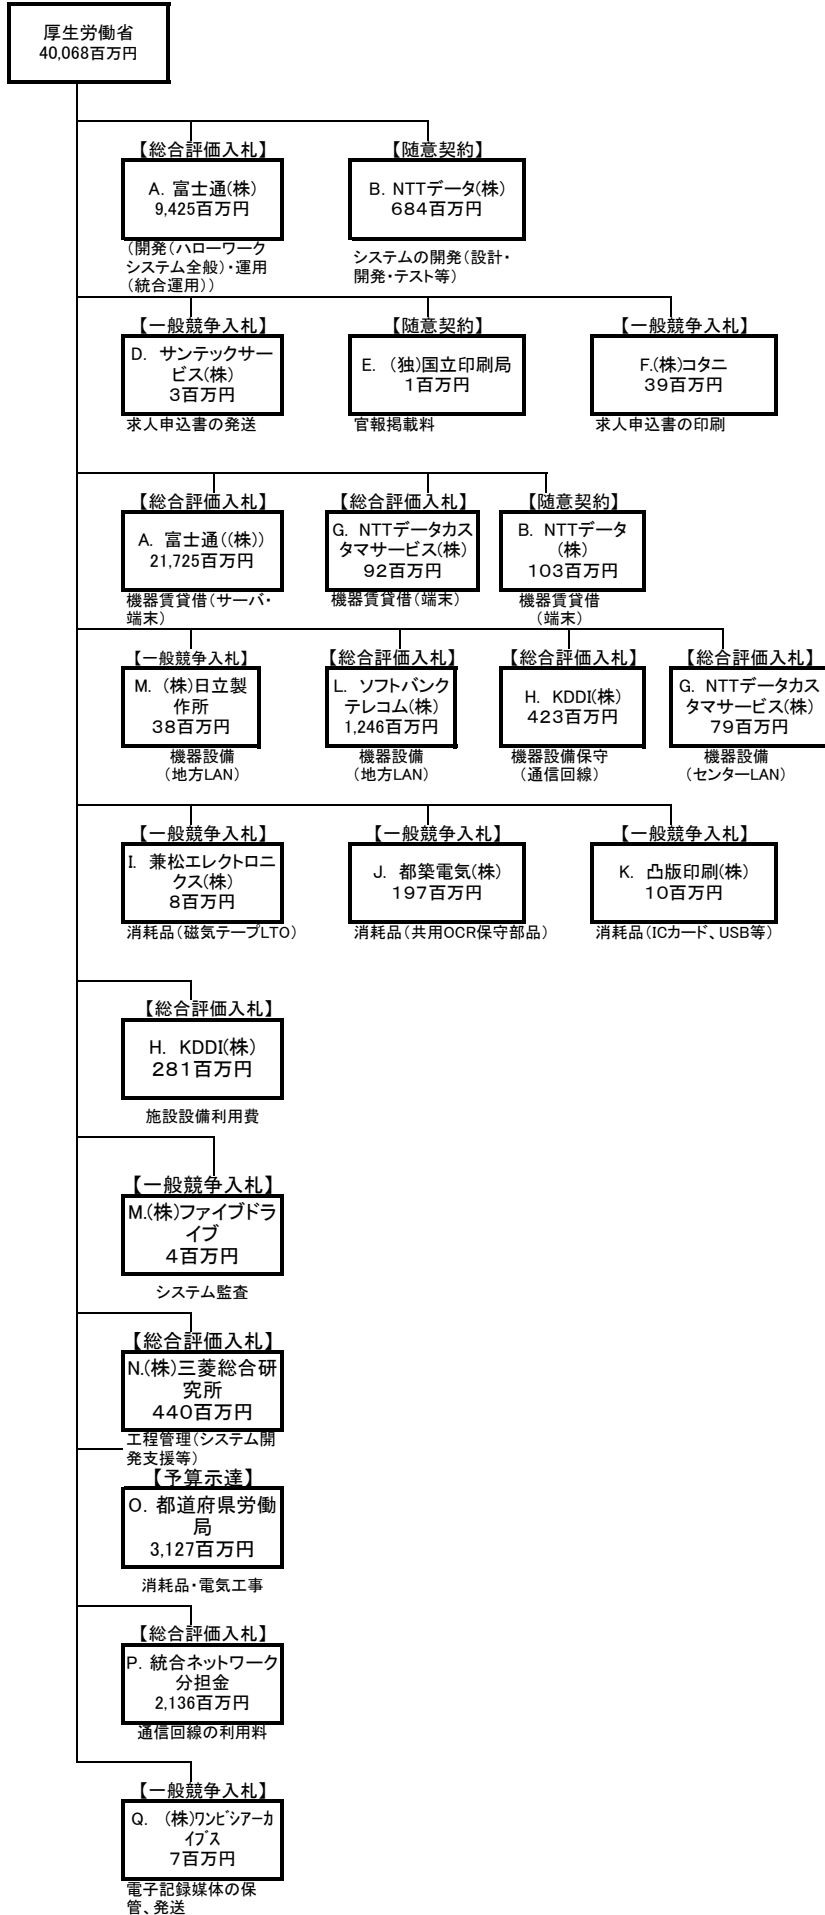 厚生労働省
40,068百万円
【総合評価入札】
A. 富士通(株)
9,425百万円
(開発(ハローワーク
システム全般)・運用
(統合運用))
【随意契約】
B. NTTデータ(株)
684百万円
システムの開発(設計・
開発・テスト等)
【一般競争入札】
D. サンテックサー
ビス(株)
3百万円
求人申込書の発送
【随意契約】
E. (独)国立印刷局
1百万円
官報掲載料
【一般競争入札】
F.(株)コタニ
39百万円
求人申込書の印刷
【総合評価入札】
A. 富士通((株))
21,725百万円
機器賃貸借(サーバ・
端末)
【総合評価入札】
G. NTTデータカス
タマサービス(株)
92百万円
機器賃貸借(端末)
【随意契約】
B. NTTデータ
(株)
103百万円
機器賃貸借
(端末)
【一般競争入札】
M. (株)日立製
作所
38百万円
機器設備
(地方LAN)
【総合評価入札】
L. ソフトバンク
テレコム(株)
1,246百万円
機器設備
(地方LAN)
【総合評価入札】
H. KDDI(株)
423百万円
機器設備保守
(通信回線)
【総合評価入札】
G. NTTデータカス
タマサービス(株)
79百万円
機器設備
(センターLAN)
【一般競争入札】
I. 兼松エレクトロニ
クス(株)
8百万円
消耗品(磁気テープLTO)
【一般競争入札】
J. 都築電気(株)
197百万円
消耗品(共用OCR保守部品)
【一般競争入札】
K. 凸版印刷(株)
10百万円
消耗品(ICカード、USB等)
【総合評価入札】
H. KDDI(株)
281百万円
施設設備利用費
【一般競争入札】
M.(株)ファイブドラ
イブ
4百万円
システム監査
【総合評価入札】
N.(株)三菱総合研
究所
440百万円
工程管理(システム開
発支援等)
【予算示達】
O. 都道府県労働
局
3,127百万円
消耗品・電気工事
【総合評価入札】
P. 統合ネットワーク
分担金
2,136百万円
通信回線の利用料
【一般競争入札】
Q. (株)ワンビシアーカ
イブス
7百万円
電子記録媒体の保
管、発送